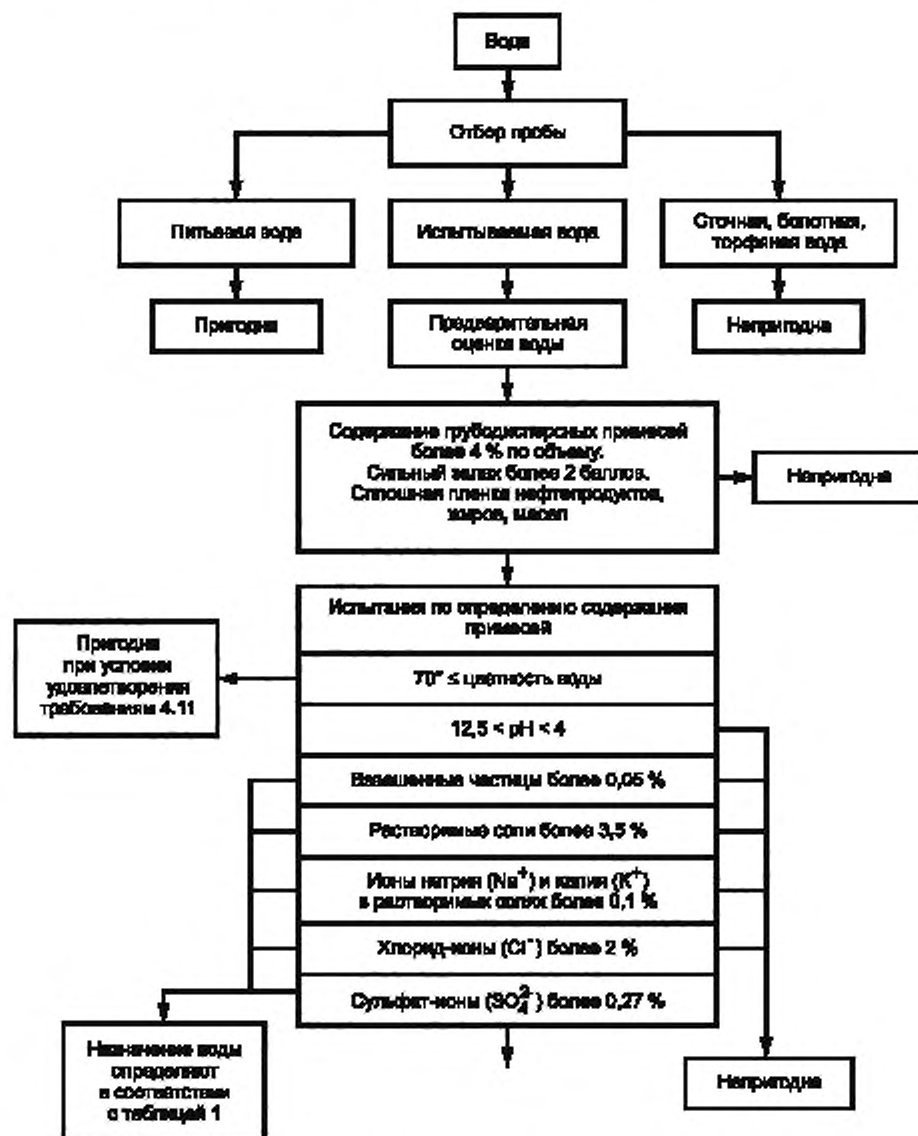 Вода
Отбор пробы
Питьевая вода
Испытываемая вода
Сточная, болотная,
торфяная вода
Пригодна
Предварительная
оценка воды
Непригодна
Содержание грубодисперсных примесей
более 4 % по объему.
Сильный запах более 2 баллов.
Сплошная пленка нефтепродуктов,
жиров, масел
Непригодна
Испытания по определению содержания
примесей
Пригодна
при условии
удовлетворения
требованиям 4.11
70° ≤ цветность воды
12,5 < pH < 4
Взвешенные частицы более 0,05 %
Растворимые соли более 3,5 %
Ионы натрия (Na⁺) и калия (K⁺)
в растворимых солях более 0,1 %
Хлорид-ионы (Cl⁻) более 2 %
Сульфат-ионы (SO₄²⁻) более 0,27 %
Назначение воды
определяют
в соответствии
с таблицей 1
Непригодна